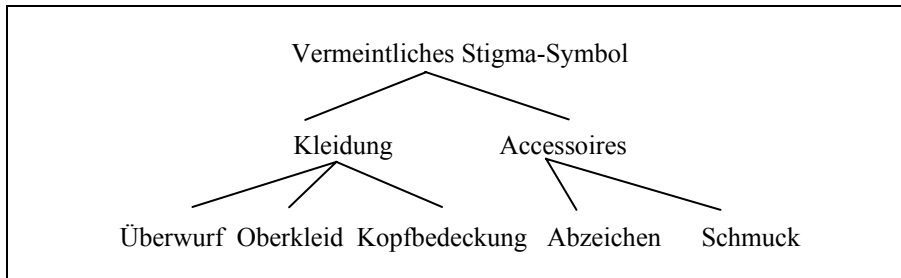 Vermeintliches Stigma-Symbol
Kleidung Accessoires
Überwurf Oberkleid Kopfbedeckung Abzeichen Schmuck